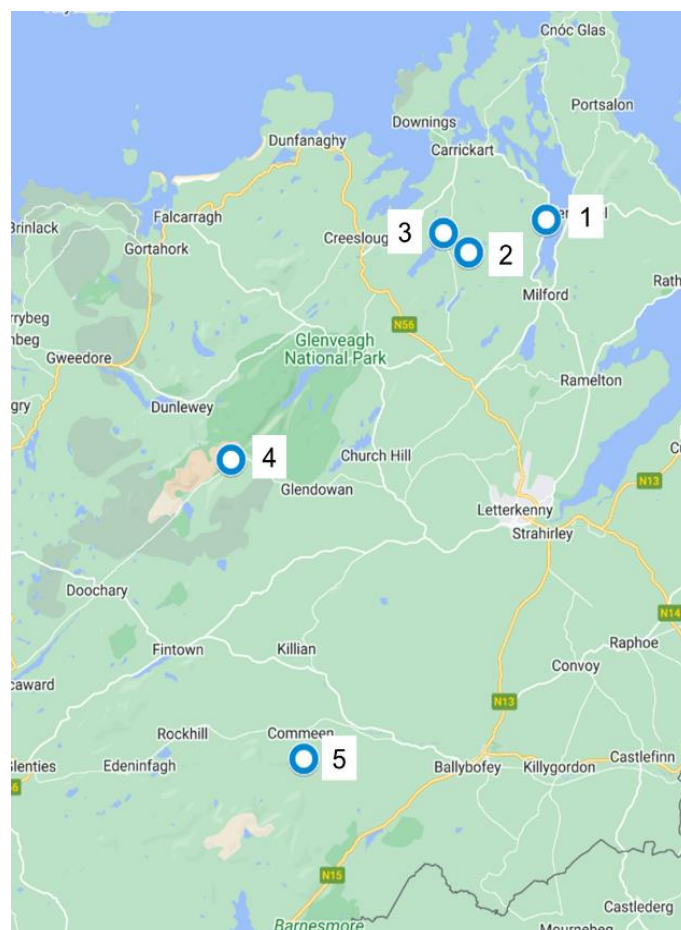 Cnóc Glas
Portsalon
Downings
Dunfanaghy
Carrickart
Falcarragh
1
Brinlack
3
Creeslough
Gortahork
2
Milford
N56
Glenveagh
National Park
Gweedore
Ramelton
Dunlewey
4
Church Hill
Glendowan
N13
Letterkenny
Strahirley
Doochary
N14
Fintown
Killian
Raphoe
Convoy
N13
Rockhill
Commeen
5
Edeninfagh
Ballybofey
Killygordon
Castlefinn
N15
Castlederg
Barnesmore